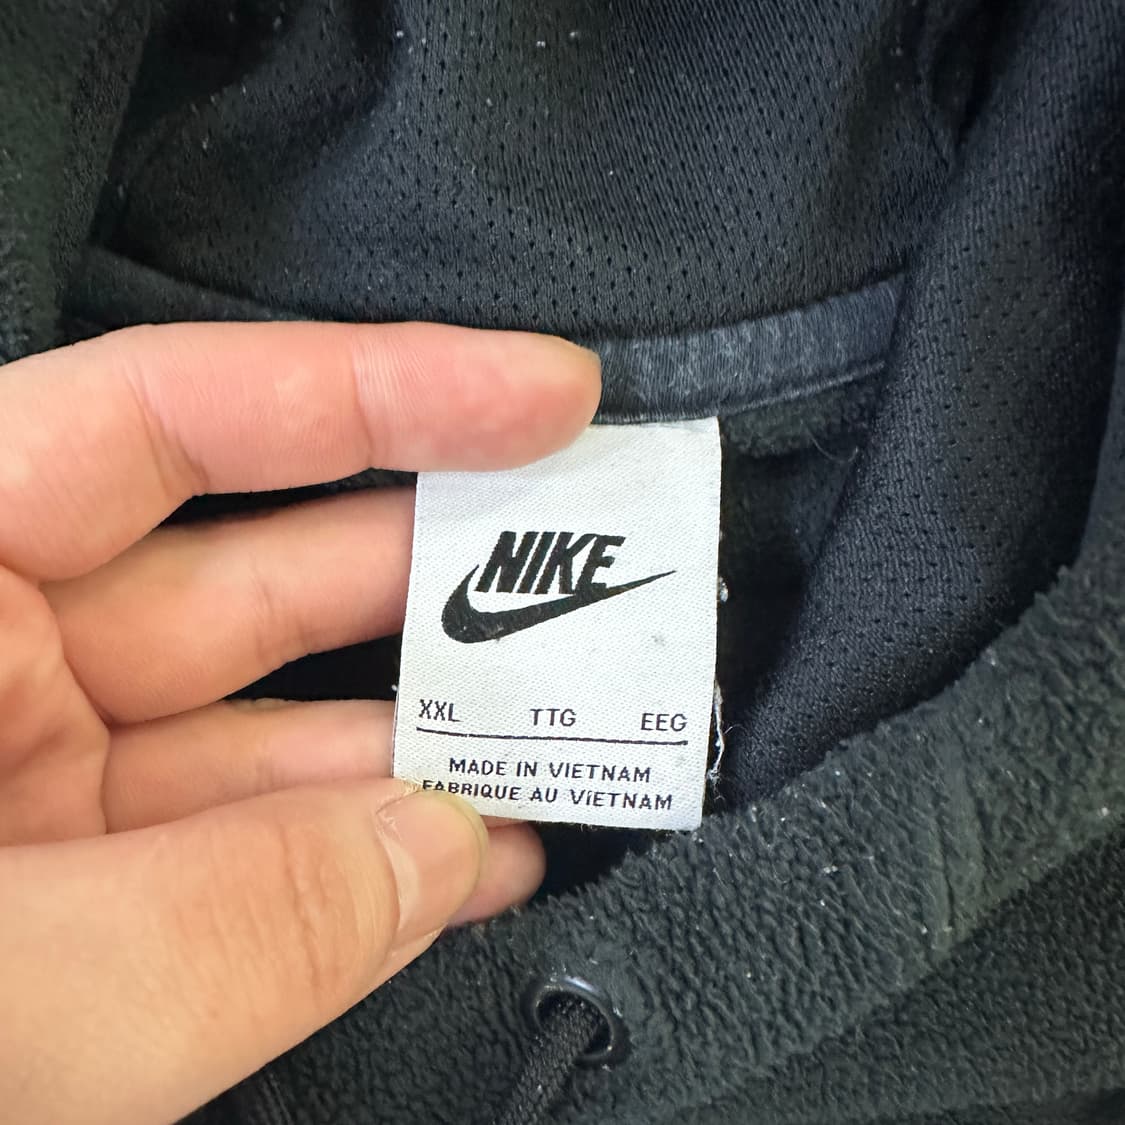 NIKE
XXL TTG EEG
MADE IN VIETNAM
FABRIQUE AU VIETNAM